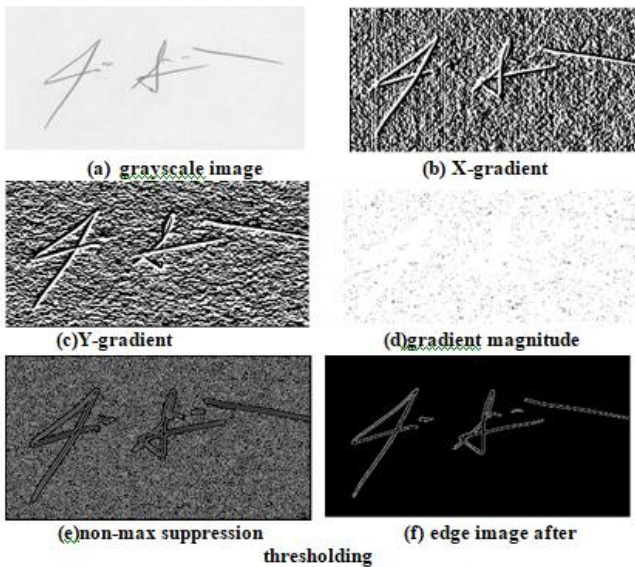 (a) grayscale image
(b) X-gradient
(c)Y-gradient
(d)gradient magnitude
(e)non-max suppression
(f) edge image after
thresholding